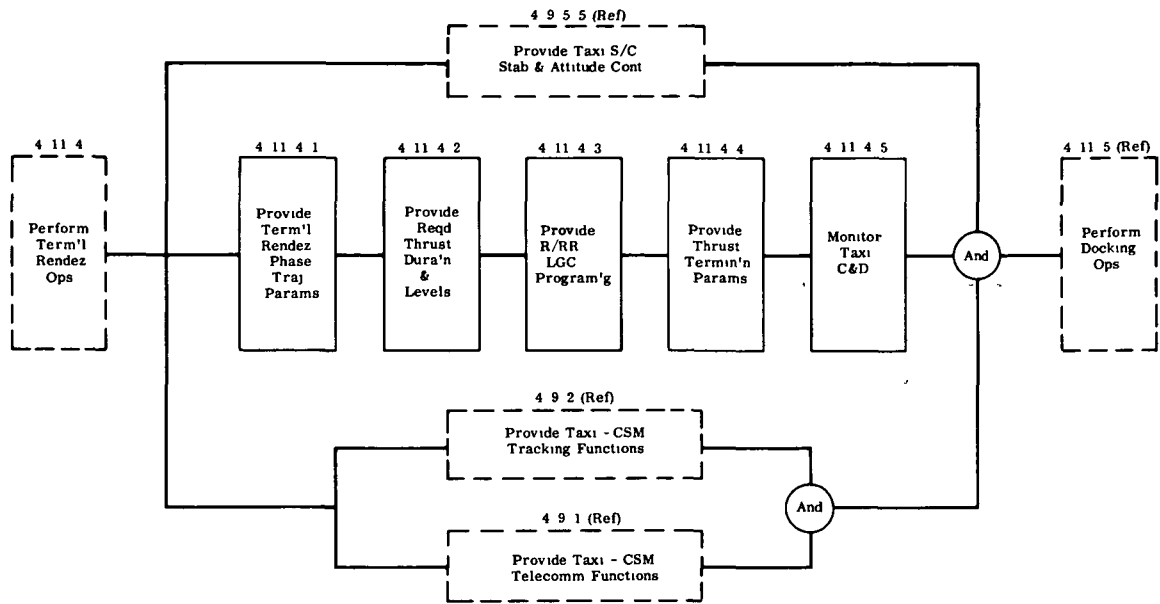 4 9 5 5 (Ref)
Provide Taxi S/C
Stab & Attitude Cont
4 11 4
Perform
Term'l
Rendez
Ops
4 11 4 1
Provide
Term'l
Rendez
Phase
Traj
Params
4 11 4 2
Provide
Reqd
Thrust
Dura'n
&
Levels
4 11 4 3
Provide
R/RR
LGC
Program'g
4 11 4 4
Provide
Thrust
Termin'n
Params
4 11 4 5
Monitor
Taxi
C&D
And
4 11 5 (Ref)
Perform
Docking
Ops
4 9 2 (Ref)
Provide Taxi - CSM
Tracking Functions
And
4 9 1 (Ref)
Provide Taxi - CSM
Telecomm Functions